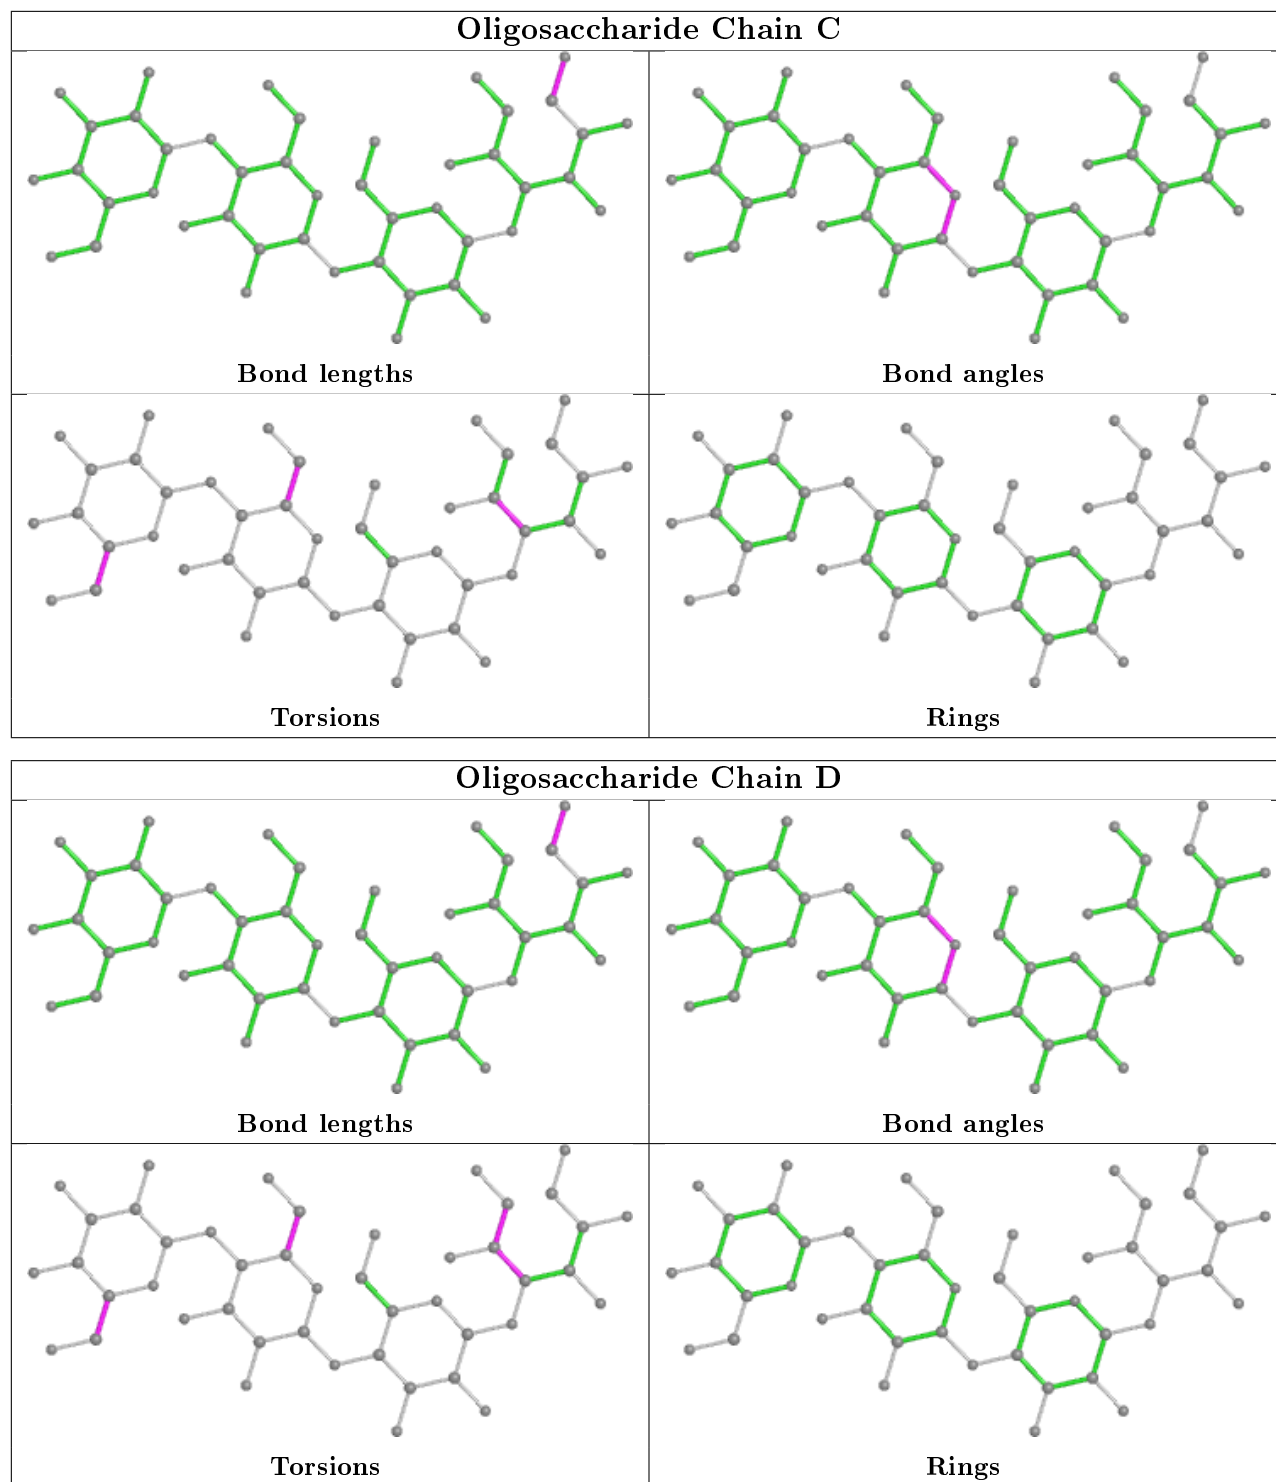 Oligosaccharide Chain C
Bond lengths
Bond angles
Torsions
Rings
Oligosaccharide Chain D
Bond lengths
Bond angles
Torsions
Rings